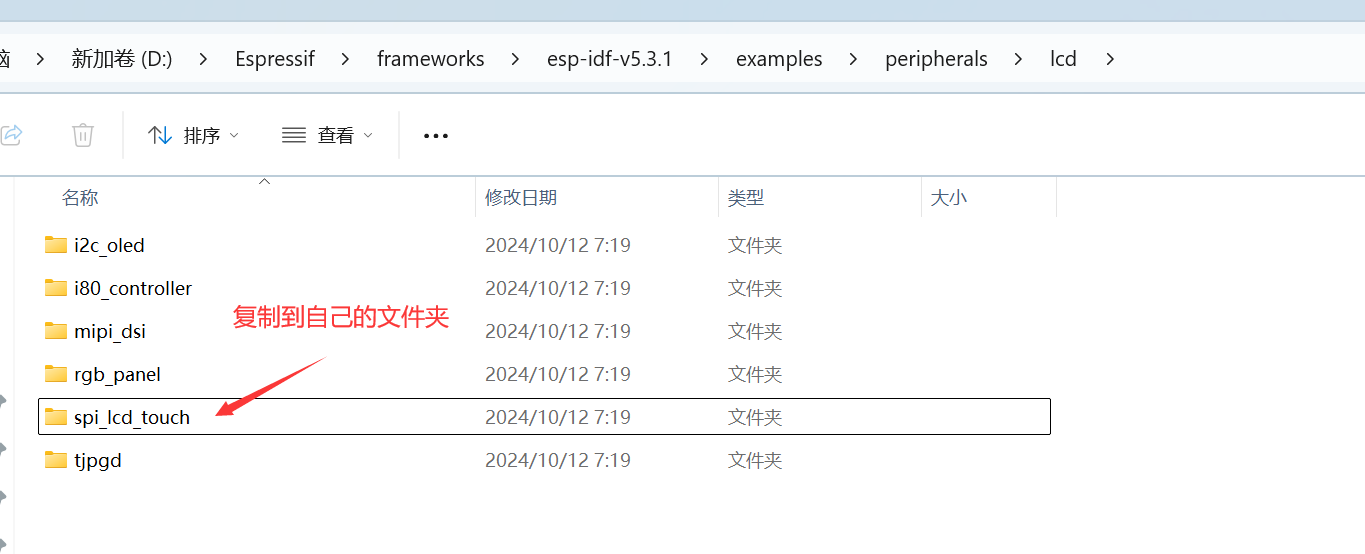 脑 > 新加卷 (D:) > Espressif > frameworks > esp-idf-v5.3.1 > examples > peripherals > lcd >
排序 查看 •••
名称 修改日期 类型 大小
i2c_oled 2024/10/12 7:19 文件夹
i80_controller 2024/10/12 7:19 文件夹
复制到自己的文件夹
mipi_dsi 2024/10/12 7:19 文件夹
rgb_panel 2024/10/12 7:19 文件夹
spi_lcd_touch 2024/10/12 7:19 文件夹
tjpgd 2024/10/12 7:19 文件夹